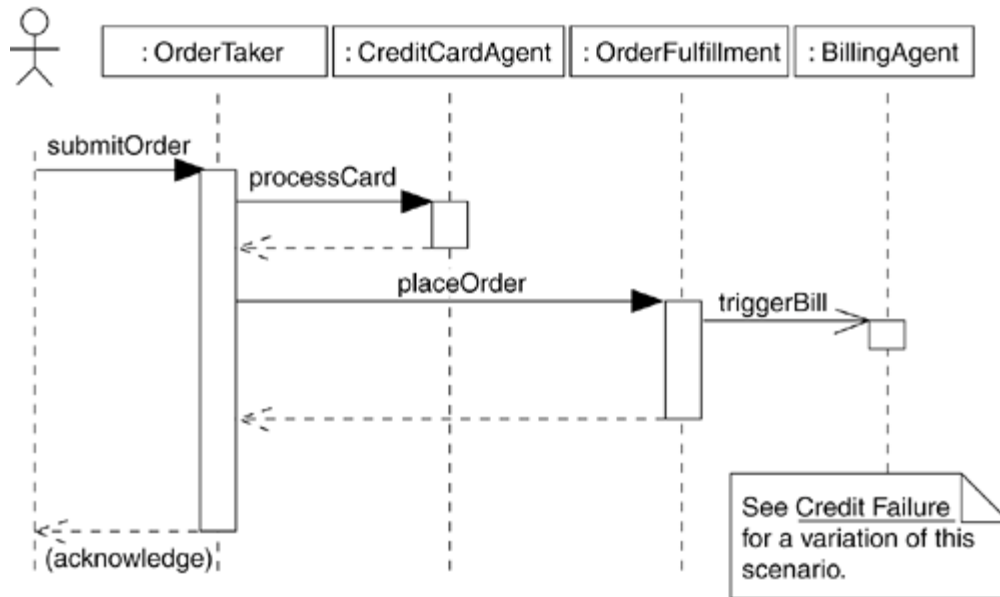 : OrderTaker
: CreditCardAgent
: OrderFulfillment
: BillingAgent
submitOrder
processCard
placeOrder
triggerBill
See Credit Failure
for a variation of this
scenario.
(acknowledge)